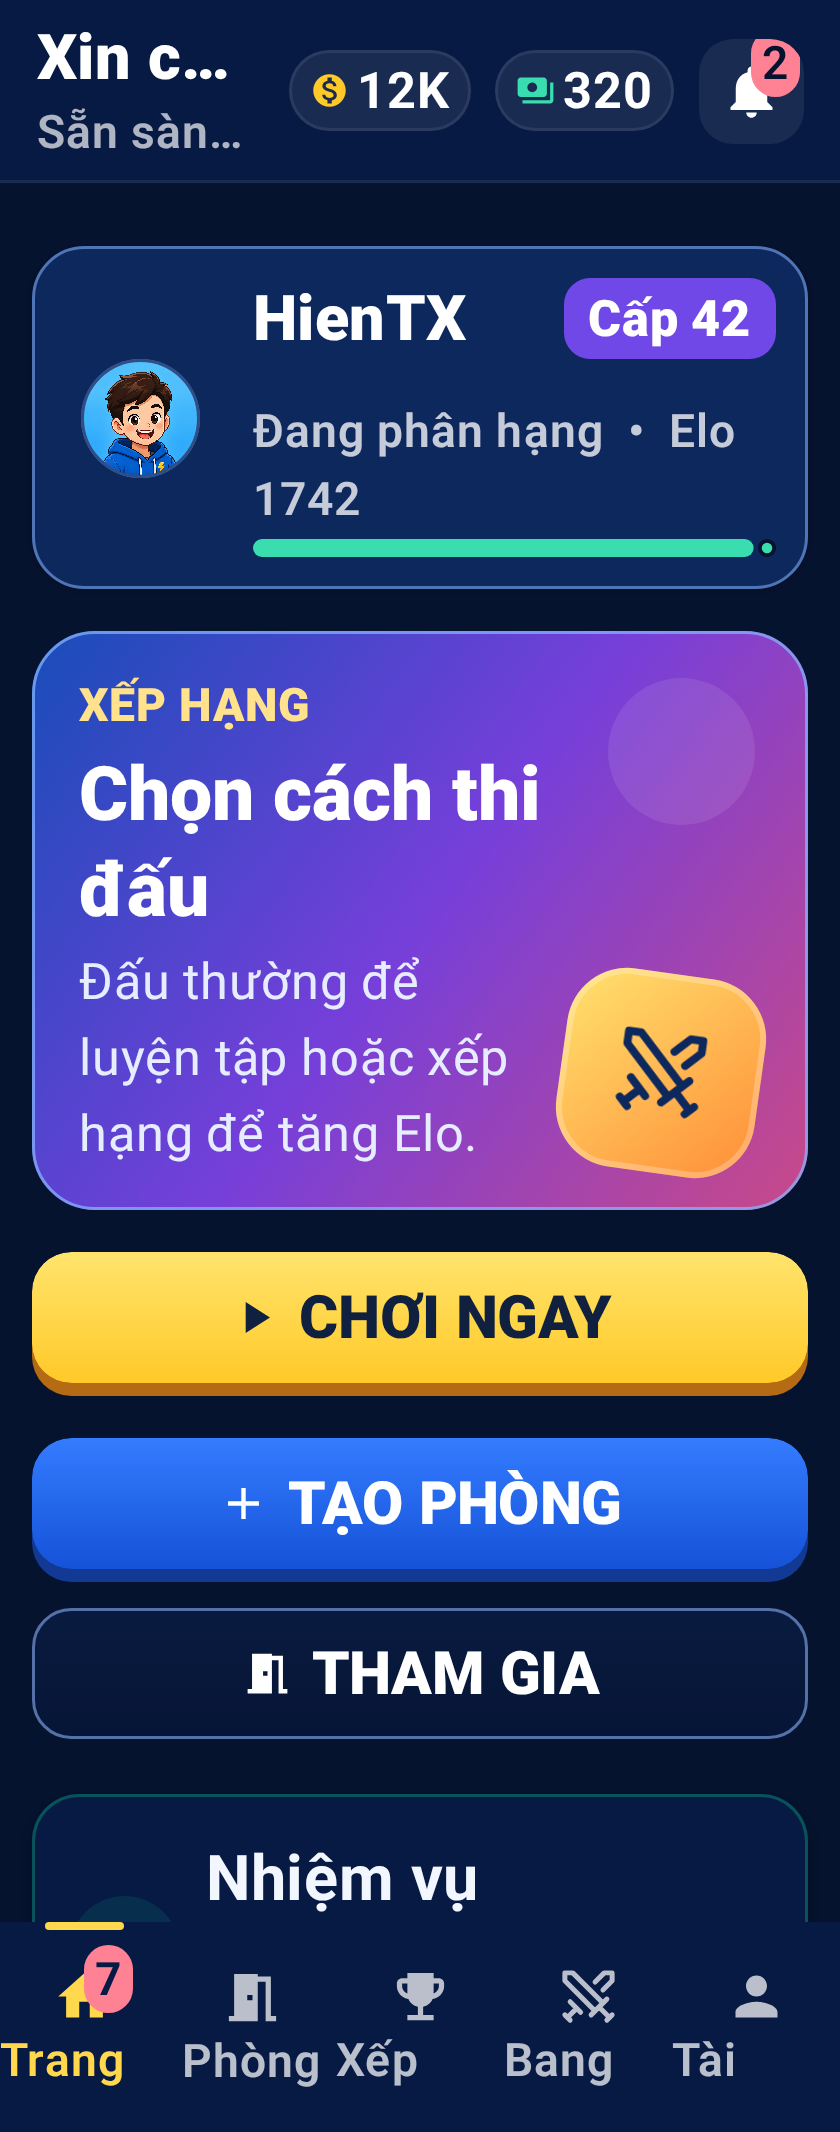 Xin c...
Sẵn sàn...
12K
320
2
HienTX
Cấp 42
Đang phân hạng • Elo
1742
XẾP HẠNG
Chọn cách thi
đấu
Đấu thường để
luyện tập hoặc xếp
hạng để tăng Elo.
CHƠI NGAY
TẠO PHÒNG
THAM GIA
Nhiệm vụ
7
Trang
Phòng
Xếp
Bang
Tài